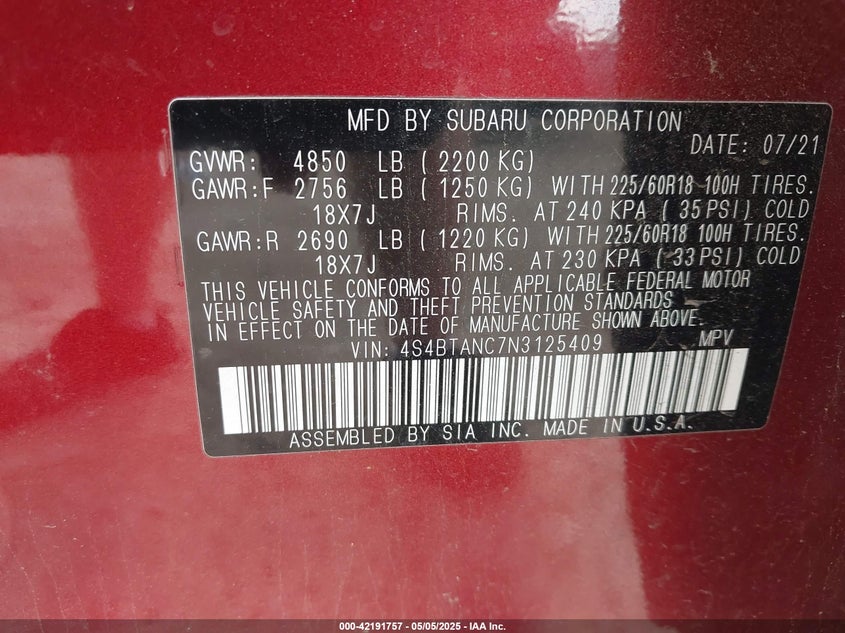 MFD BY SUBARU CORPORATION
DATE: 07/21
GVWR: 4850 LB ( 2200 KG)
GAWR:F 2756 LB ( 1250 KG) WITH 225/60R18 100H TIRES.
18X7J RIMS. AT 240 KPA ( 35 PSI) COLD
GAWR:R 2690 LB ( 1220 KG) WITH 225/60R18 100H TIRES.
18X7J RIMS. AT 230 KPA ( 33 PSI) COLD
THIS VEHICLE CONFORMS TO ALL APPLICABLE FEDERAL MOTOR
VEHICLE SAFETY AND THEFT PREVENTION STANDARDS
IN EFFECT ON THE DATE OF MANUFACTURE SHOWN ABOVE.
VIN: 4S4BTANC7N3125409 MPV
ASSEMBLED BY SIA INC. MADE IN U.S.A.
000-42191757 - 05/05/2025 - IAA Inc.